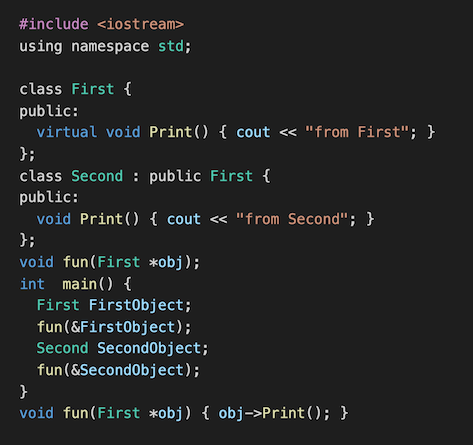 #include <iostream>
using namespace std;

class First {
public:
  virtual void Print() { cout << "from First"; }
};
class Second : public First {
public:
  void Print() { cout << "from Second"; }
};
void fun(First *obj);
int  main() {
  First FirstObject;
  fun(&FirstObject);
  Second SecondObject;
  fun(&SecondObject);
}
void fun(First *obj) { obj->Print(); }